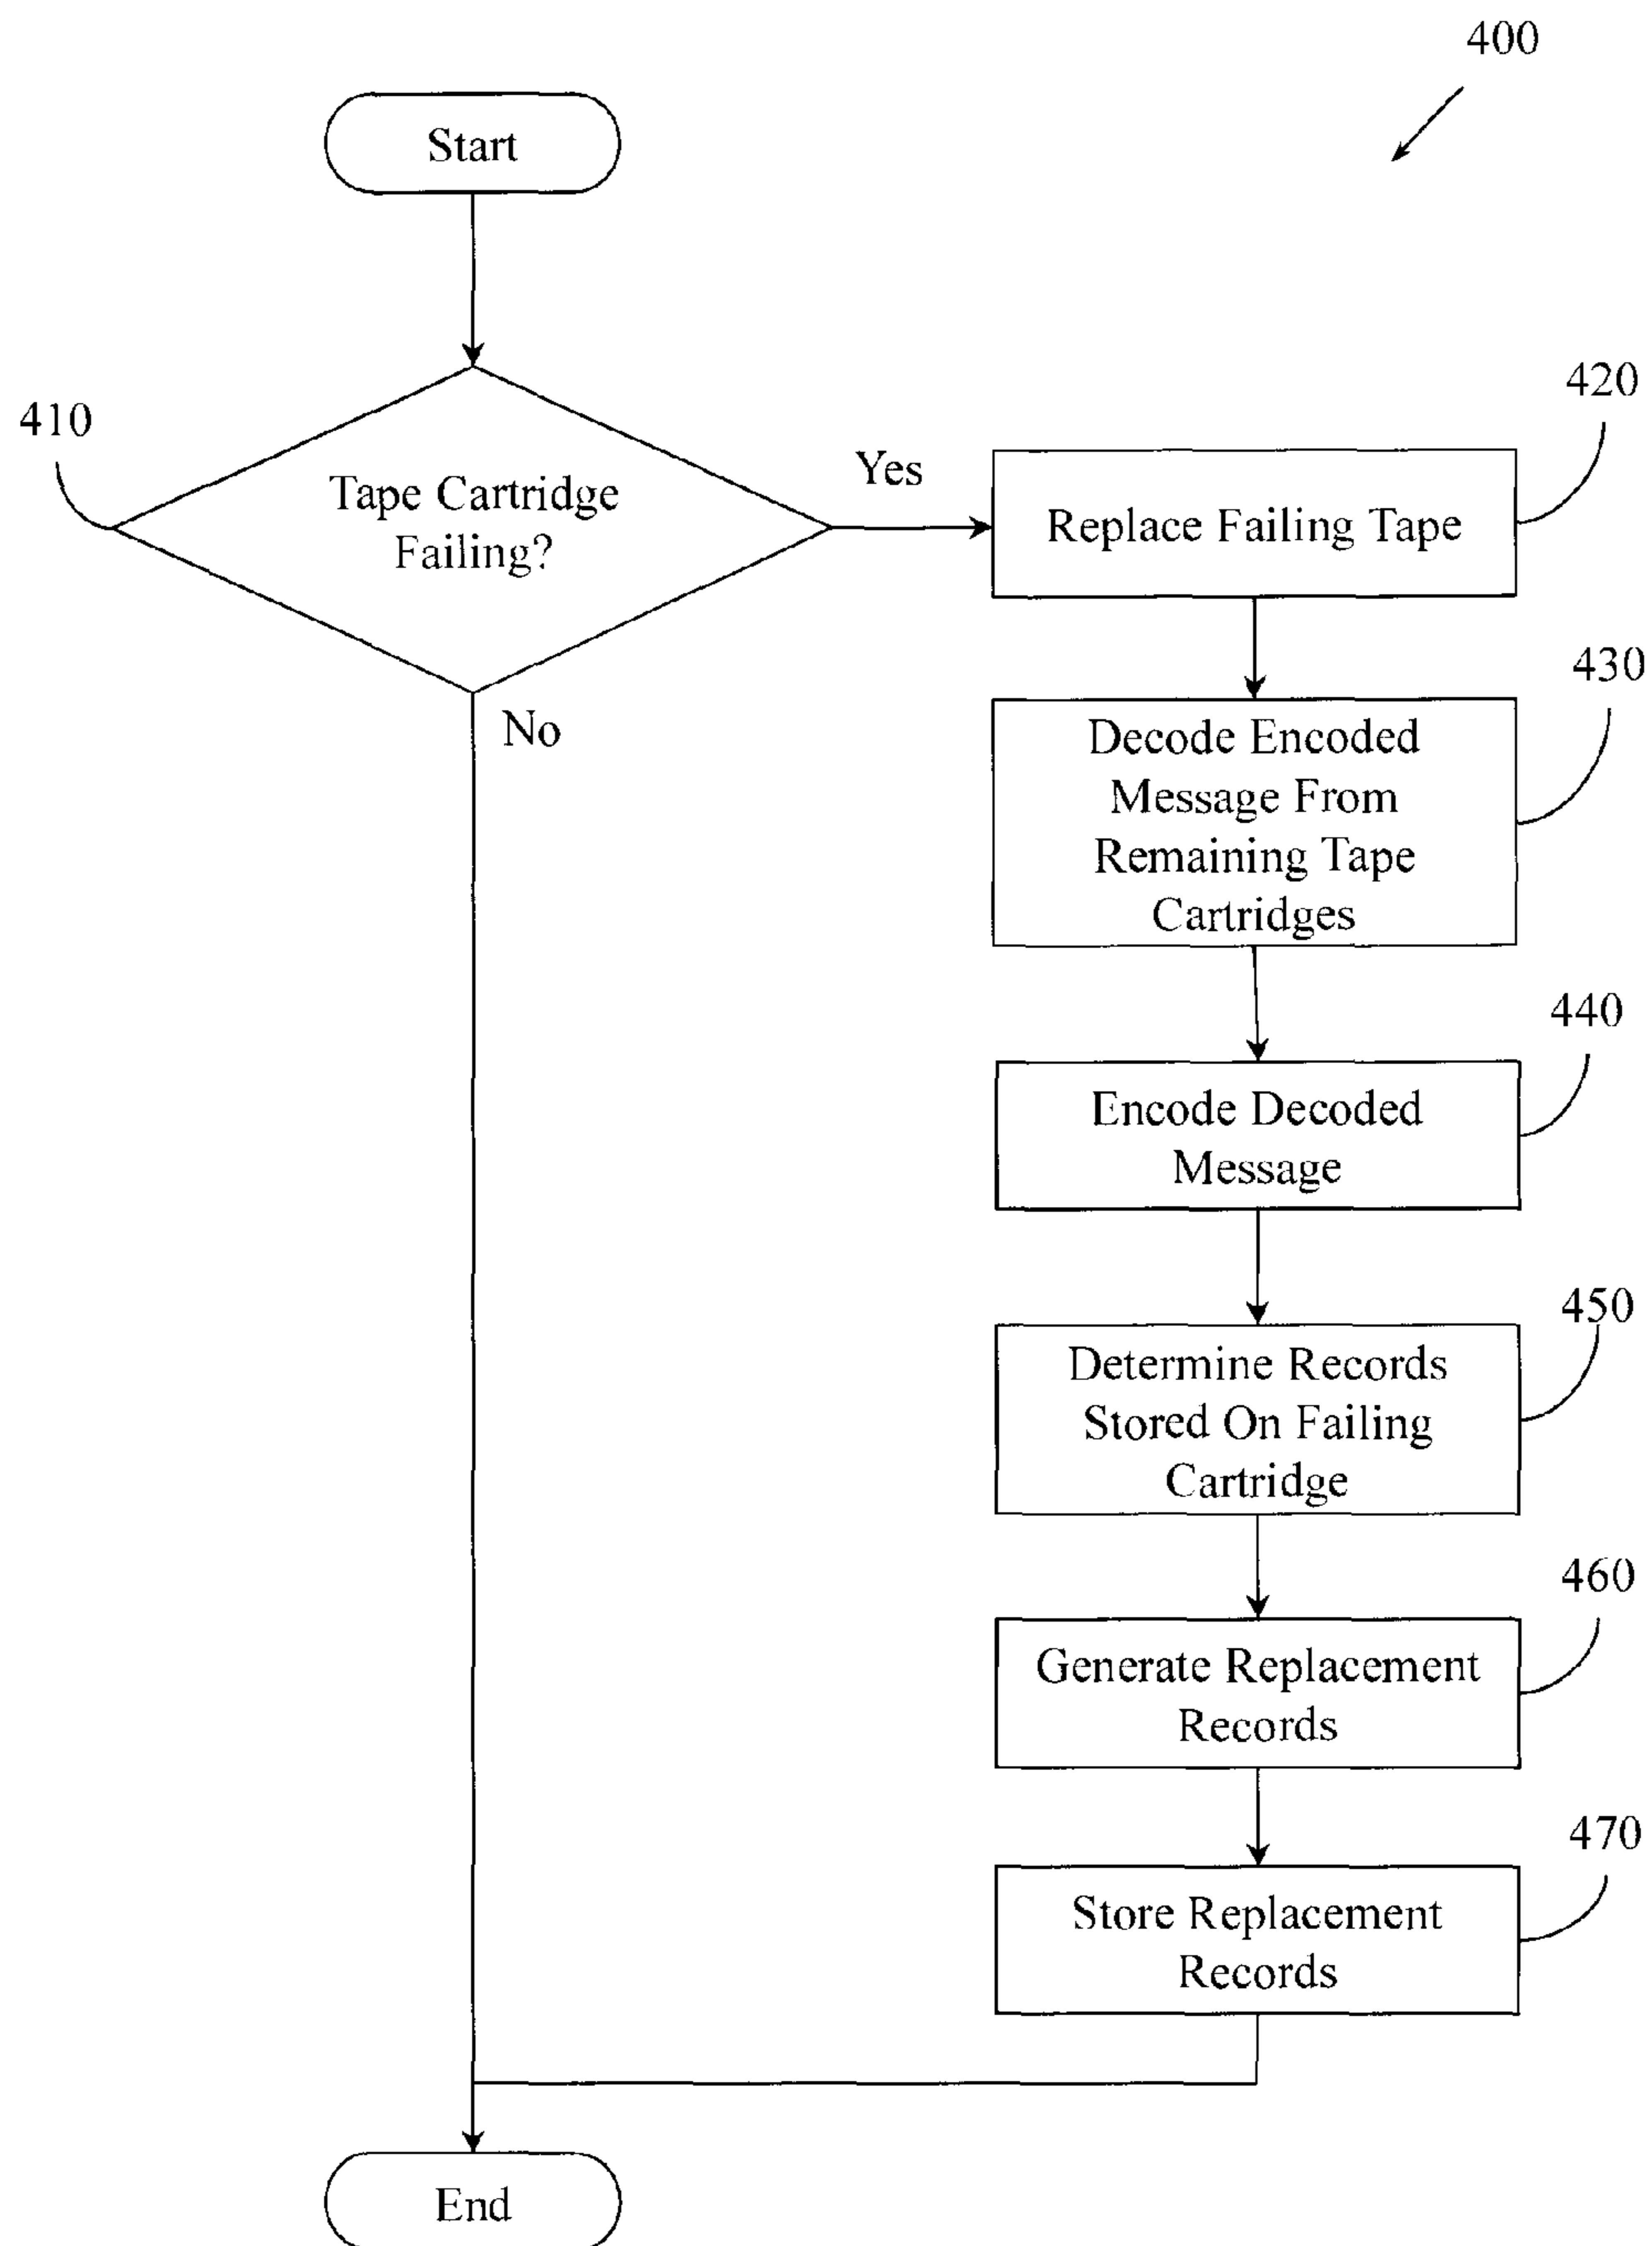 400
Start
410
Tape Cartridge
Failing?
Yes
420
Replace Failing Tape
No
430
Decode Encoded
Message From
Remaining Tape
Cartridges
440
Encode Decoded
Message
450
Determine Records
Stored On Failing
Cartridge
460
Generate Replacement
Records
470
Store Replacement
Records
End